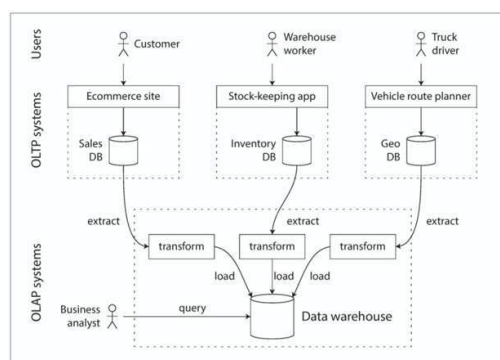 Users
Customer
Warehouse
worker
Truck
driver
OLTP systems
Ecommerce site
Stock-keeping app
Vehicle route planner
Sales
DB
Inventory
DB
Geo
DB
extract
extract
extract
OLAP systems
transform
transform
transform
load
load
load
Business
analyst
query
Data warehouse